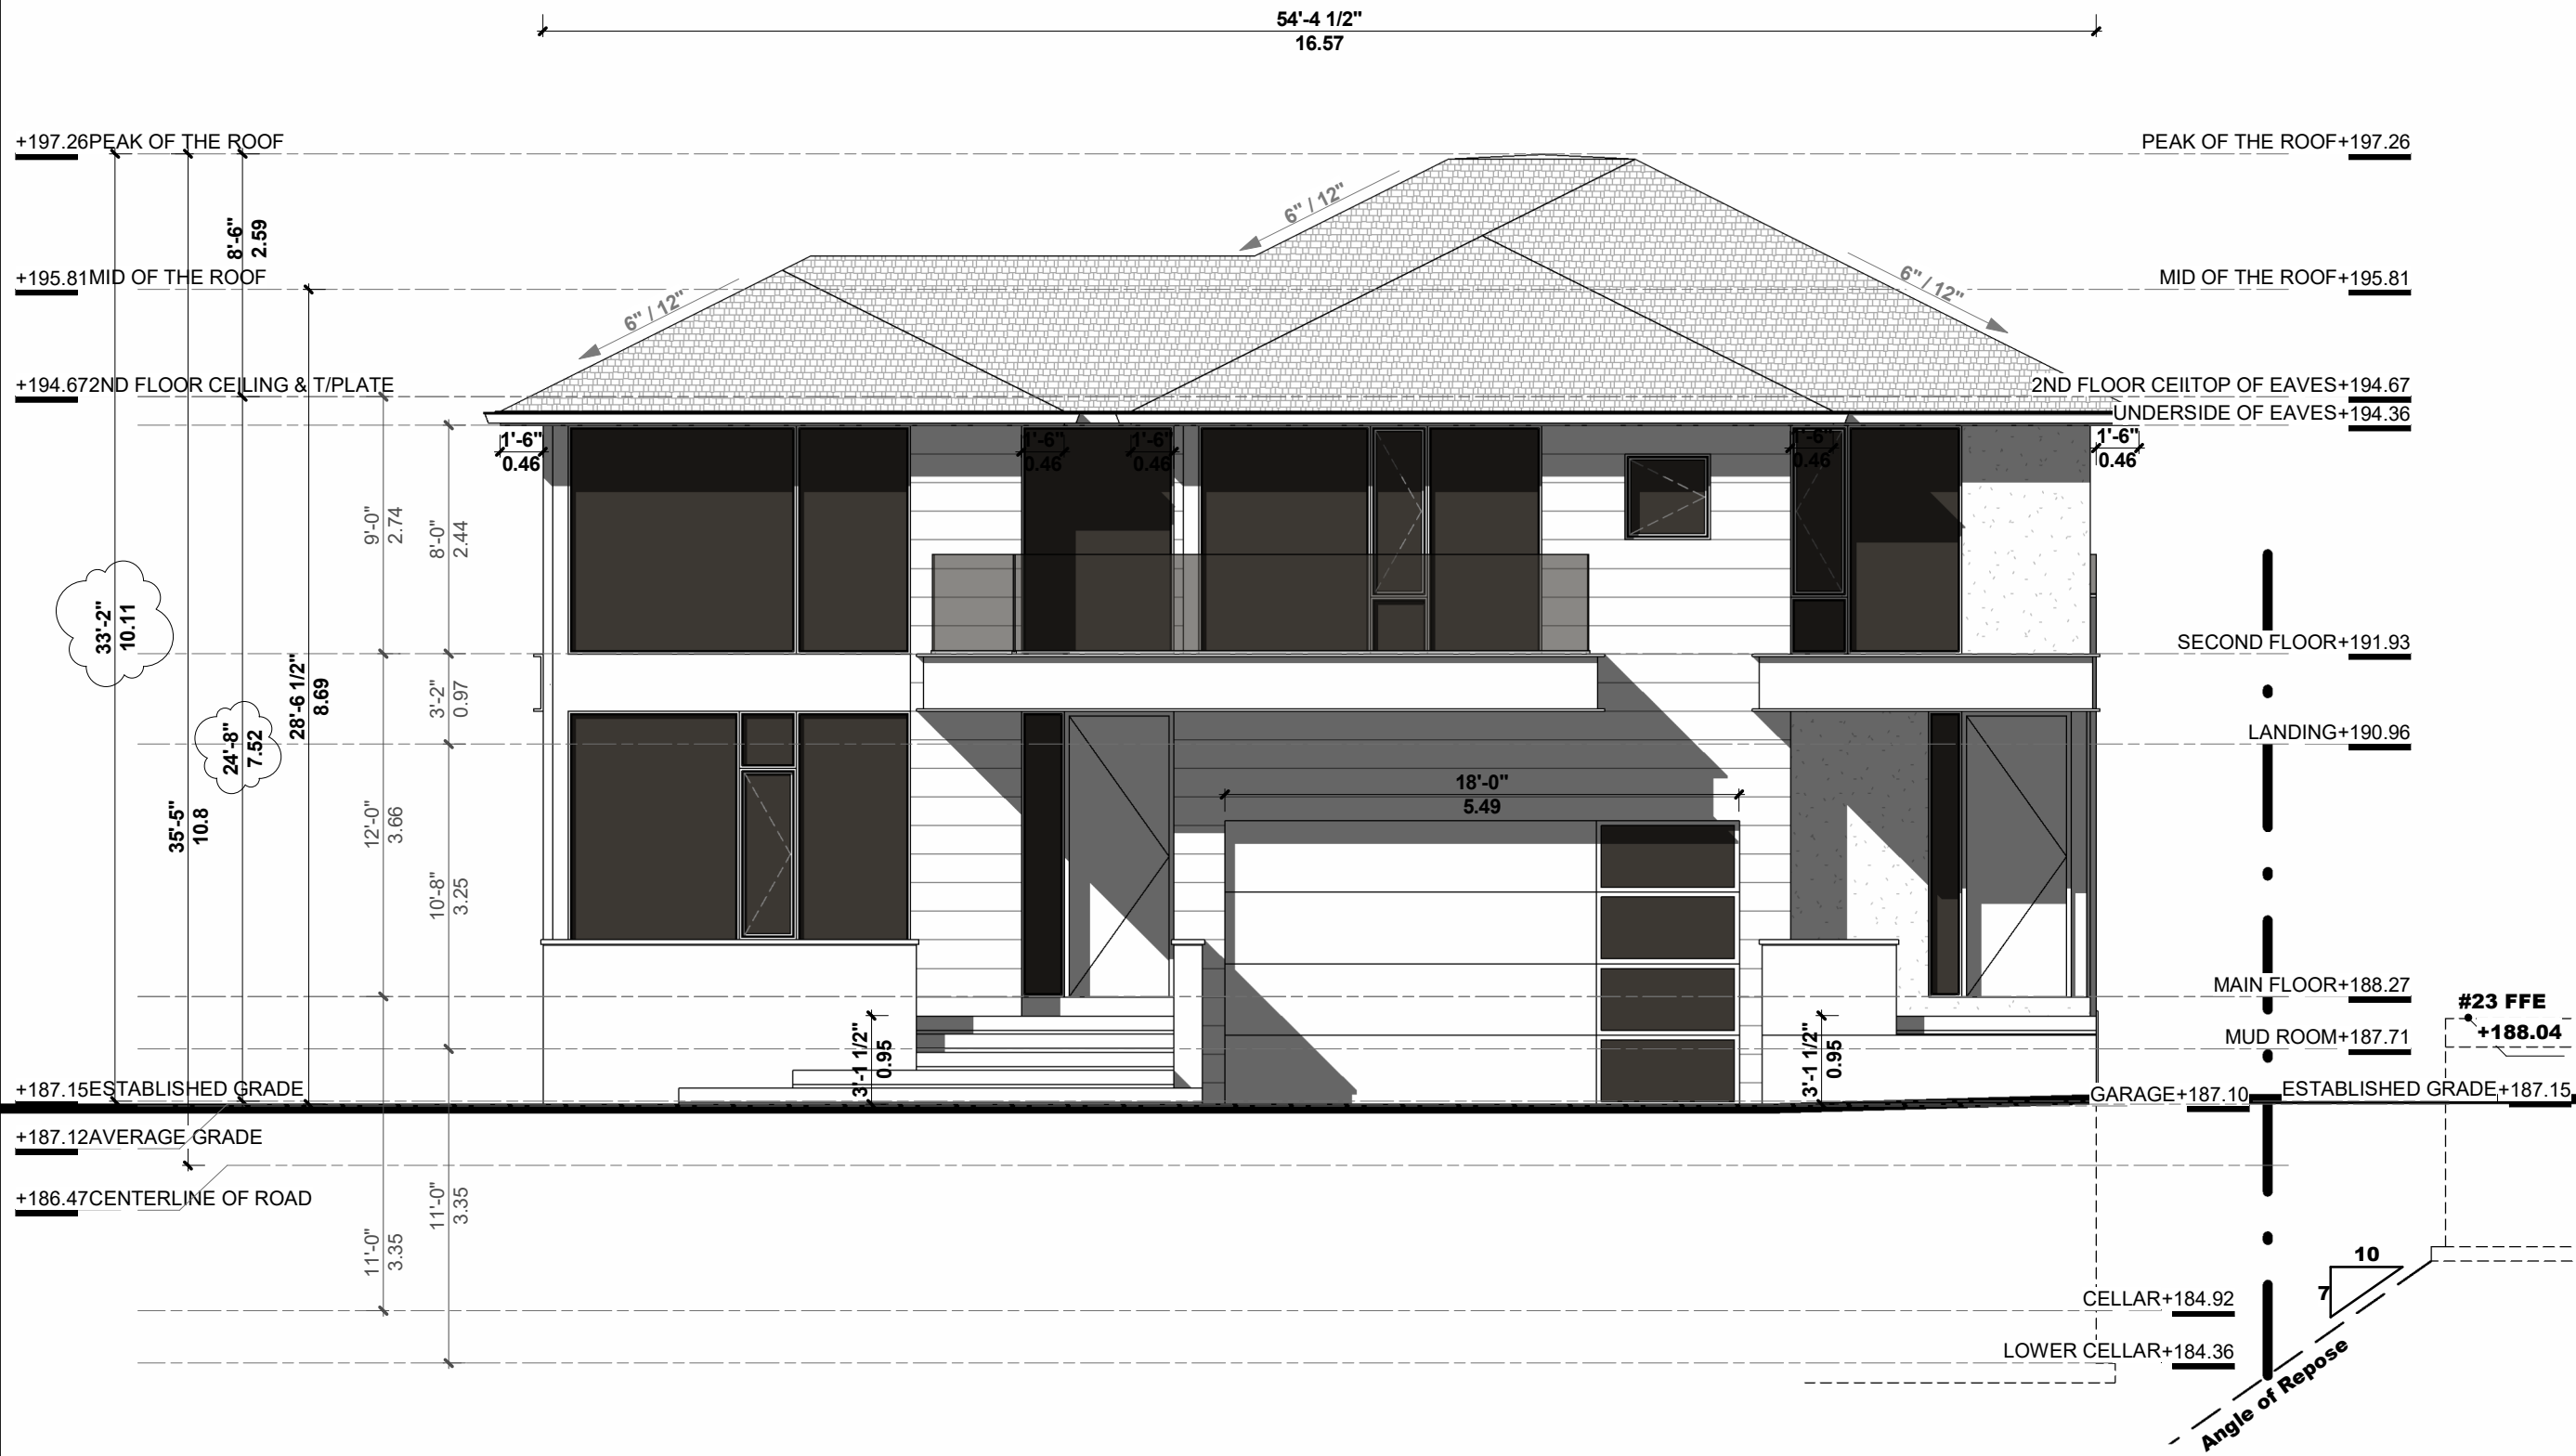 54'-4 1/2"
16.57
+197.26PEAK OF THE ROOF
PEAK OF THE ROOF+197.26
6" / 12"
8'-6"
2.59
+195.81MID OF THE ROOF
MID OF THE ROOF+195.81
6" / 12"
6" / 12"
+194.672ND FLOOR CEILING & T/PLATE
2ND FLOOR CEILTOP OF EAVES+194.67
UNDERSIDE OF EAVES+194.36
1'-6"
0.46
1'-6"
0.46
1'-6"
0.46
1'-6"
0.46
1'-6"
0.46
9'-0"
2.74
8'-0"
2.44
33'-2"
10.11
SECOND FLOOR+191.93
28'-6 1/2"
8.69
3'-2"
0.97
24'-8"
7.52
LANDING+190.96
18'-0"
5.49
35'-5"
10.8
12'-0"
3.66
10'-8"
3.25
MAIN FLOOR+188.27
#23 FFE
+188.04
MUD ROOM+187.71
3'-1 1/2"
0.95
3'-1 1/2"
0.95
+187.15ESTABLISHED GRADE
GARAGE+187.10
ESTABLISHED GRADE+187.15
+187.12AVERAGE GRADE
+186.47CENTERLINE OF ROAD
11'-0"
3.35
11'-0"
3.35
10
7
CELLAR+184.92
LOWER CELLAR+184.36
Angle of Repose